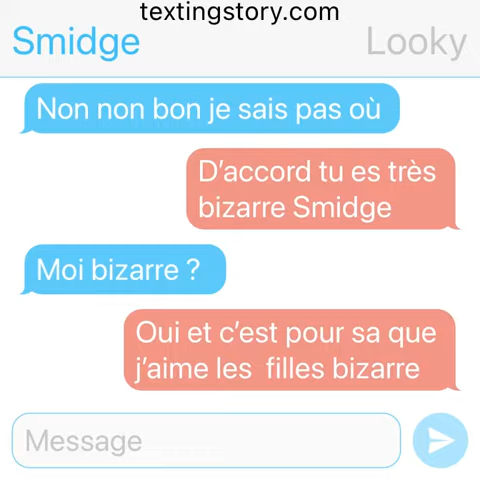 textingstory.com
Smidge Looky
Non non bon je sais pas où
D’accord tu es très
bizarre Smidge
Moi bizarre ?
Oui et c’est pour sa que
j’aime les  filles bizarre
Message